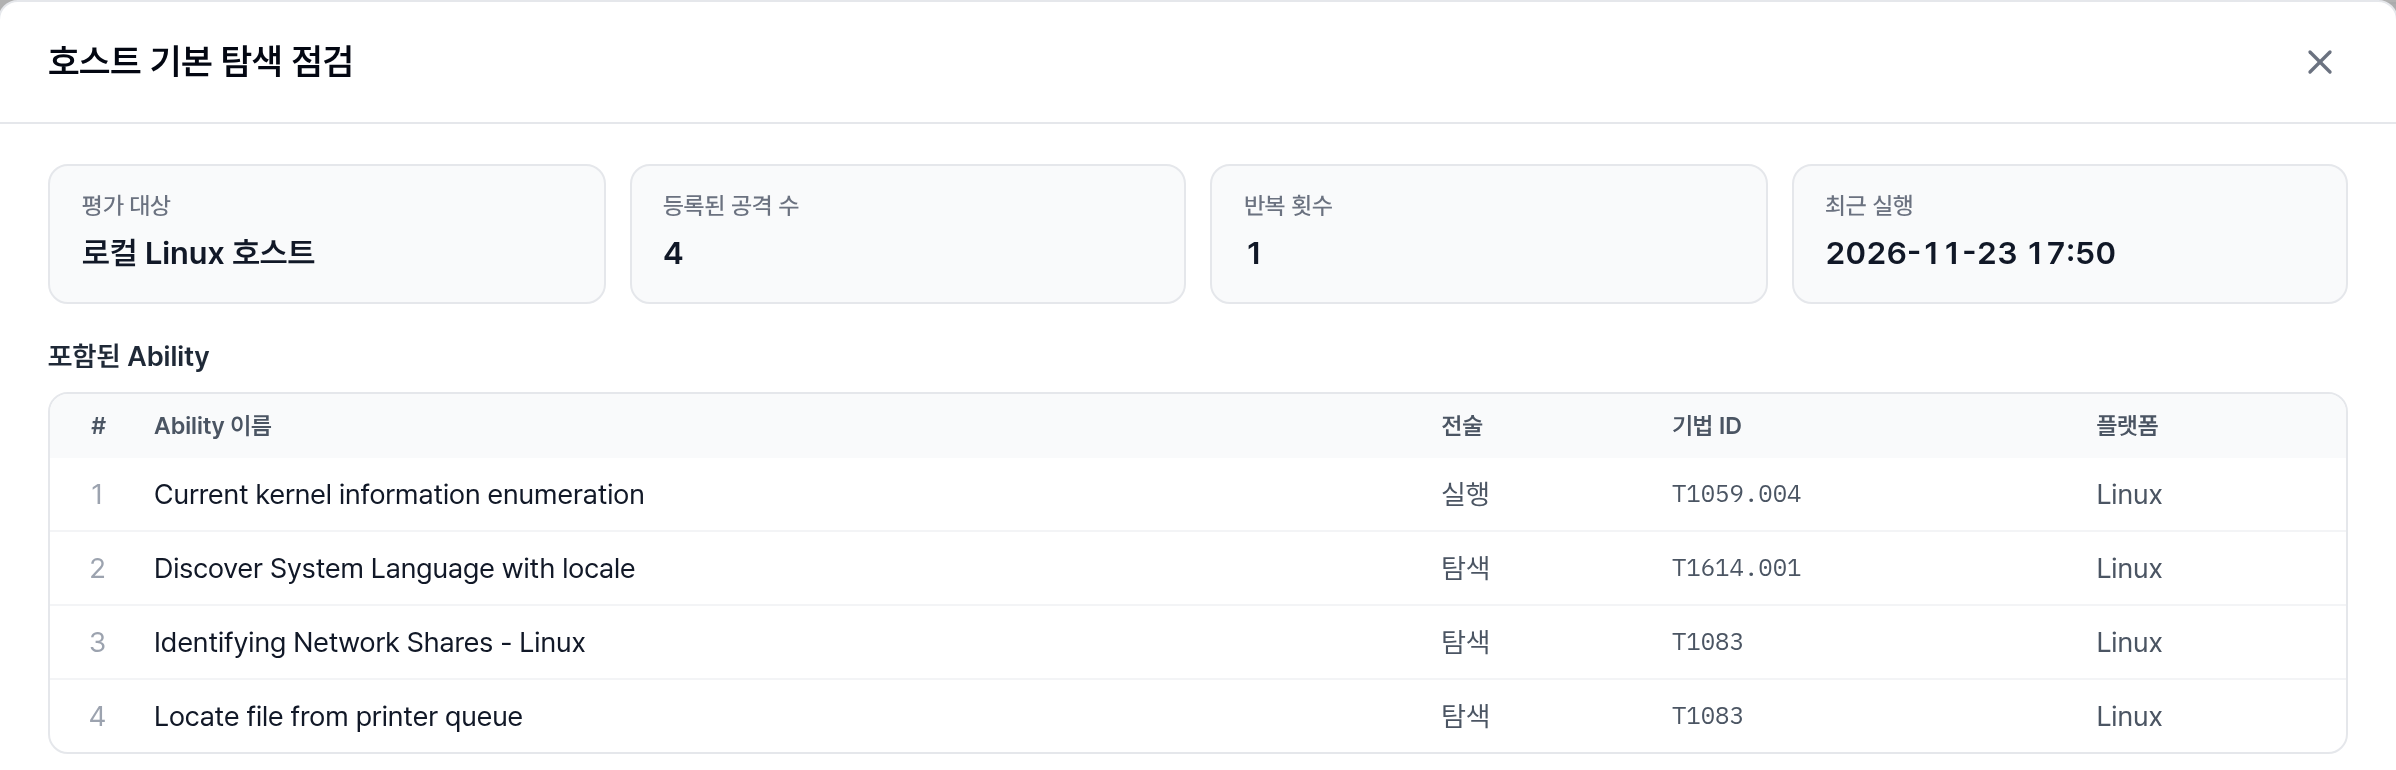 호스트 기본 탐색 점검
평가 대상
로컬 Linux 호스트
등록된 공격 수
4
반복 횟수
1
최근 실행
2026-11-23 17:50
포함된 Ability
# Ability 이름 전술 기법 ID 플랫폼
1 Current kernel information enumeration 실행 T1059.004 Linux
2 Discover System Language with locale 탐색 T1614.001 Linux
3 Identifying Network Shares - Linux 탐색 T1083 Linux
4 Locate file from printer queue 탐색 T1083 Linux